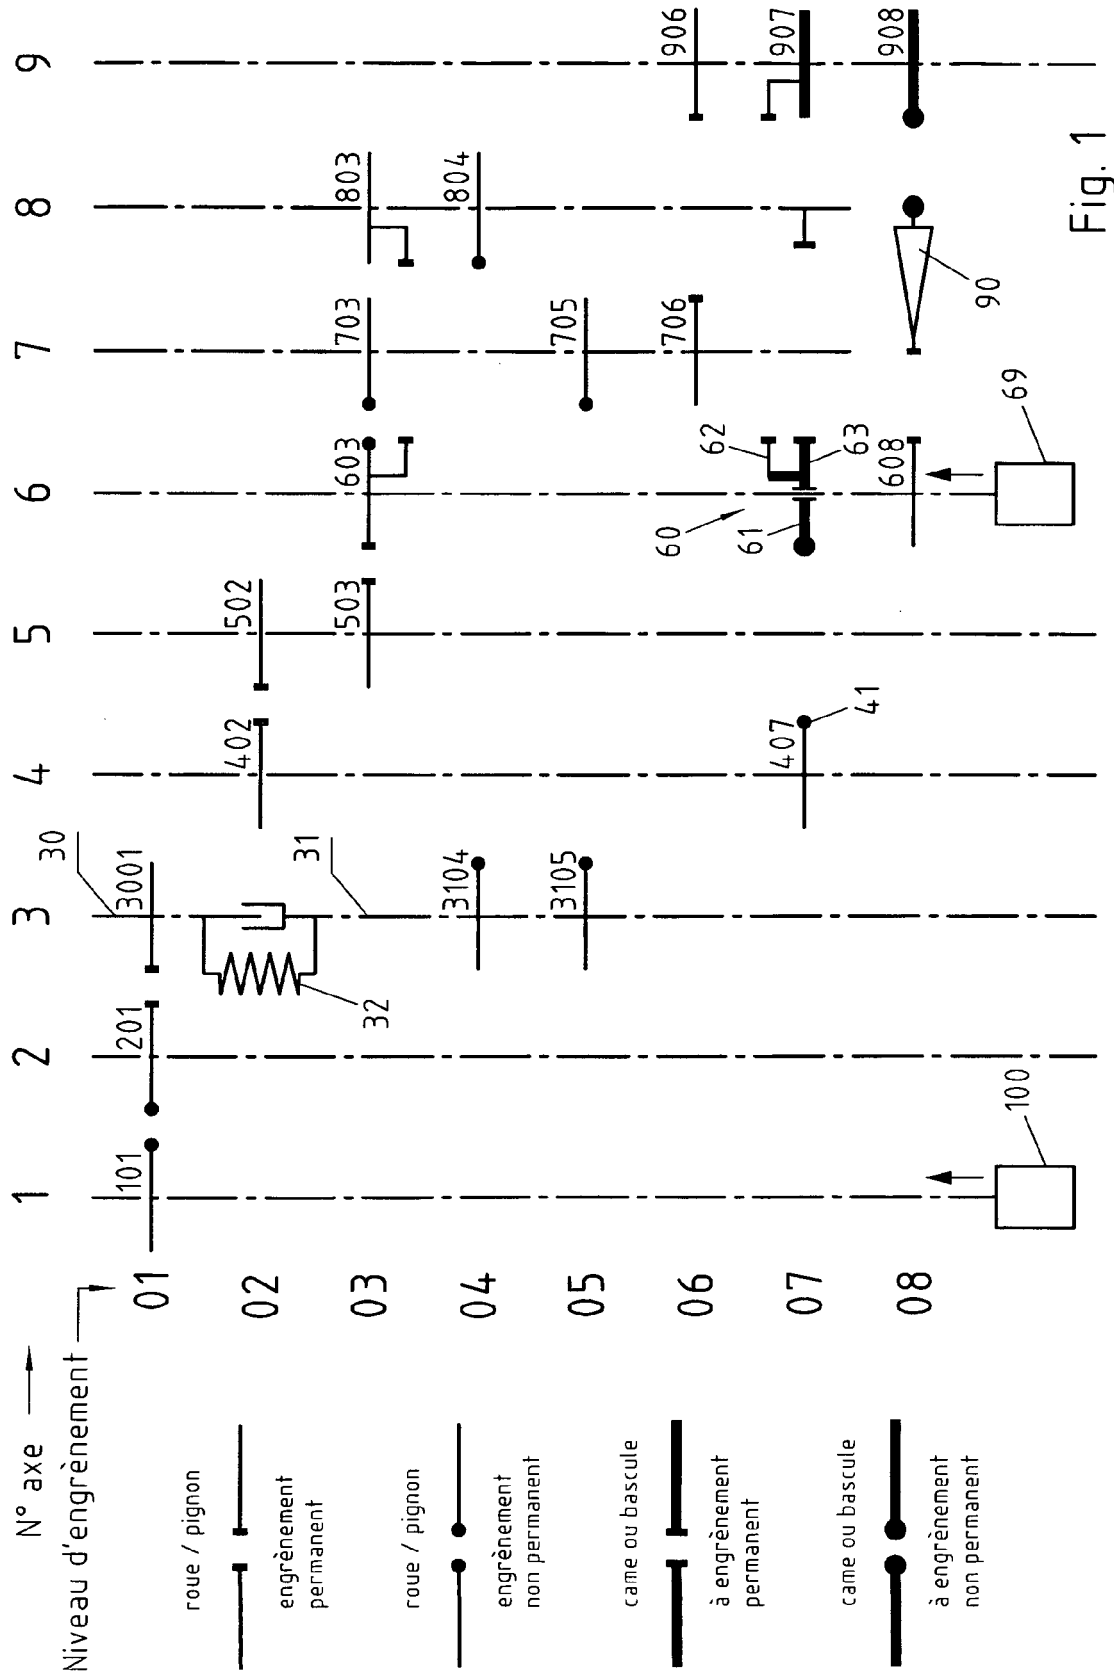 N° axe
1 2 3 4 5 6 7 8 9
Niveau d'engrènement
01
101
201
30
3001
02
32
402
502
03
31
503
603
703
803
04
3104
804
05
3105
705
06
706
906
07
407
41
60
61
62
63
907
08
608
90
908
100
69
roue / pignon
engrènement
permanent
roue / pignon
engrènement
non permanent
came ou bascule
à engrènement
permanent
came ou bascule
à engrènement
non permanent
Fig. 1